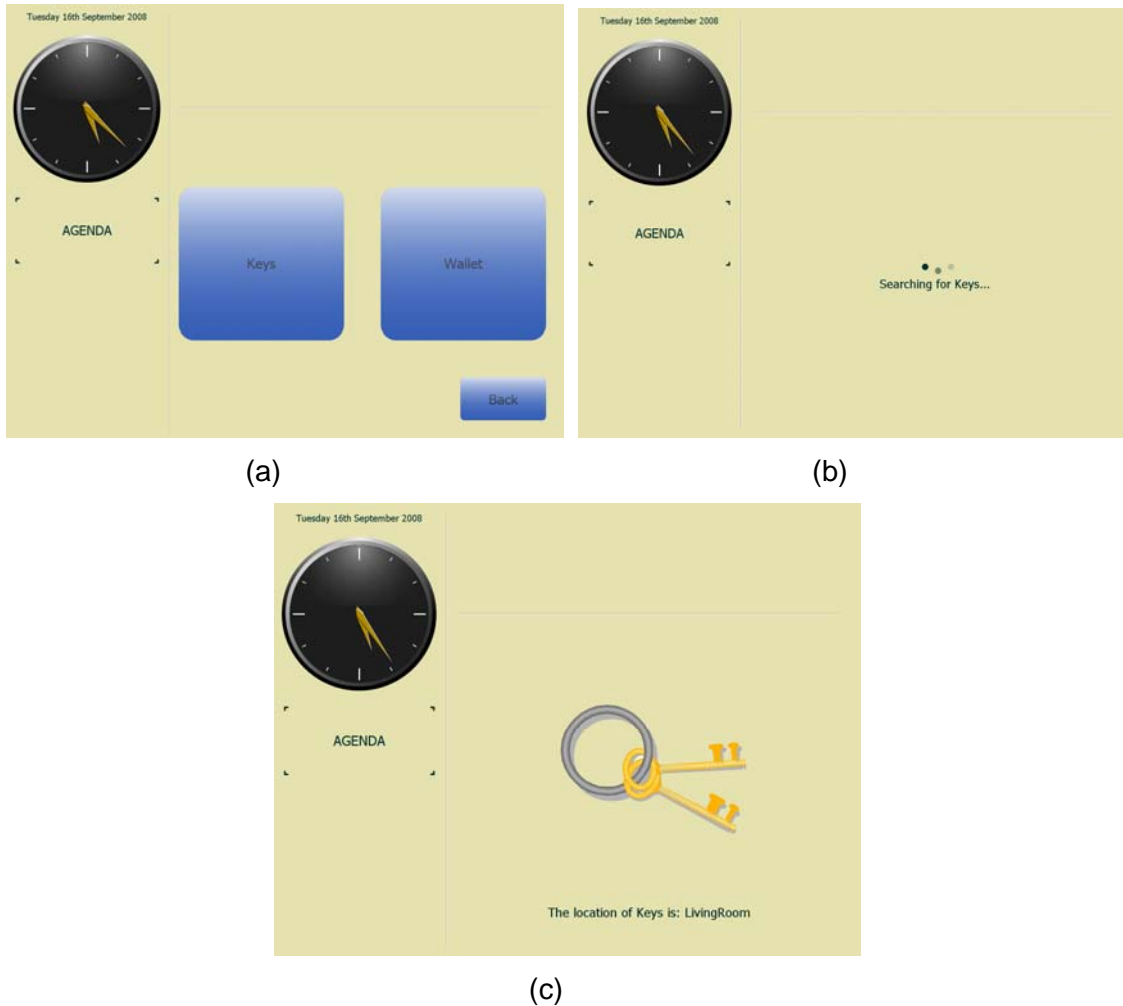 Tuesday 16th September 2008
AGENDA
Keys
Wallet
Back
(a)
Tuesday 16th September 2008
AGENDA
Searching for Keys...
(b)
Tuesday 16th September 2008
AGENDA
The location of Keys is: LivingRoom
(c)